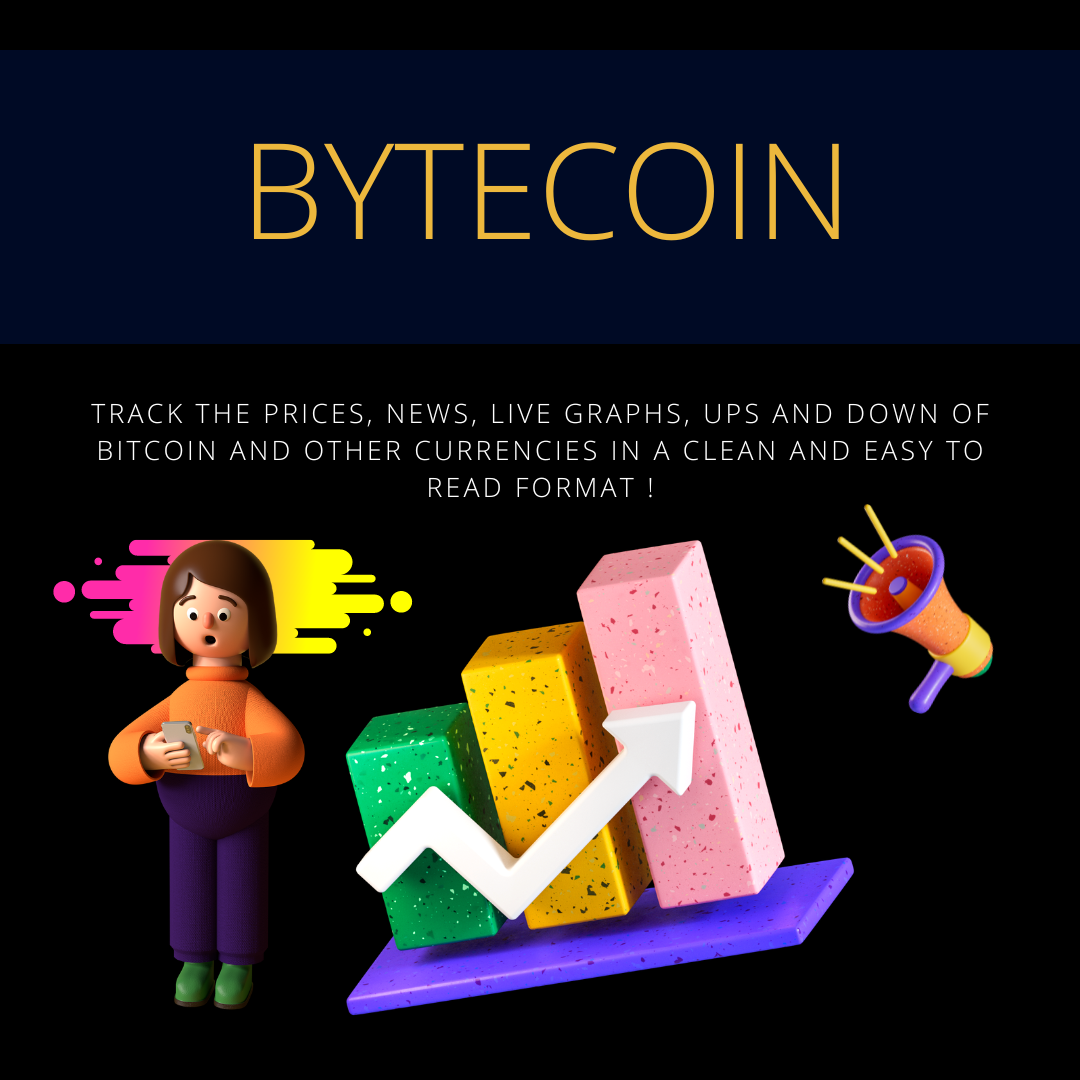 BYTECOIN
TRACK THE PRICES, NEWS, LIVE GRAPHS, UPS AND DOWN OF
BITCOIN AND OTHER CURRENCIES IN A CLEAN AND EASY TO
READ FORMAT !